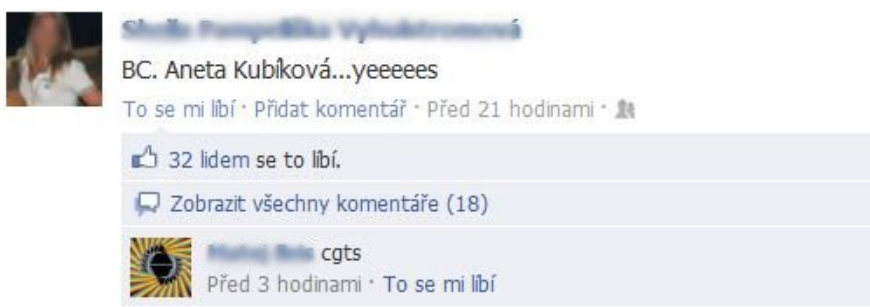 BC. Aneta Kubíková...yeeeees
To se mi líbí · Přidat komentář · Před 21 hodinami ·
32 lidem se to líbí.
Zobrazit všechny komentáře (18)
cgts
Před 3 hodinami · To se mi líbí